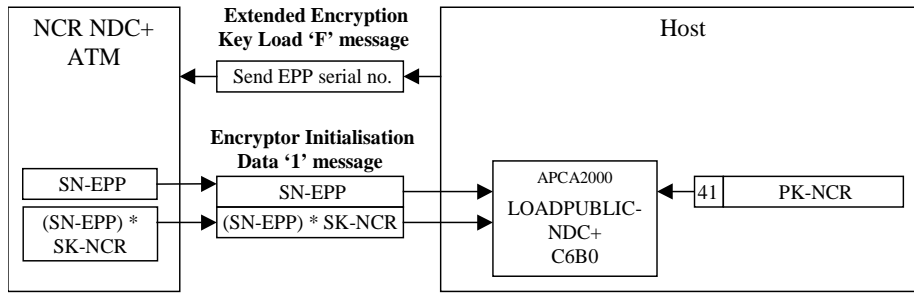 NCR NDC+
ATM
Extended Encryption
Key Load ‘F’ message
Send EPP serial no.
Host
Encryptor Initialisation
Data ‘1’ message
SN-EPP
(SN-EPP) *
SK-NCR
SN-EPP
(SN-EPP) * SK-NCR
APCA2000
LOADPUBLIC-
NDC+
C6B0
41
PK-NCR